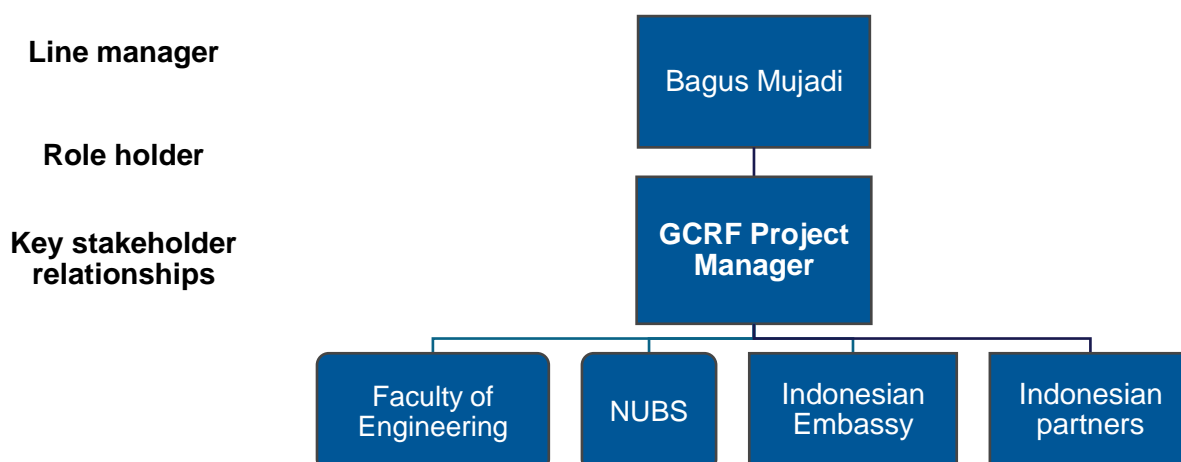 Line manager
Bagus Mujadi
Role holder
GCRF Project
Manager
Key stakeholder
relationships
Faculty of
Engineering
NUBS
Indonesian
Embassy
Indonesian
partners